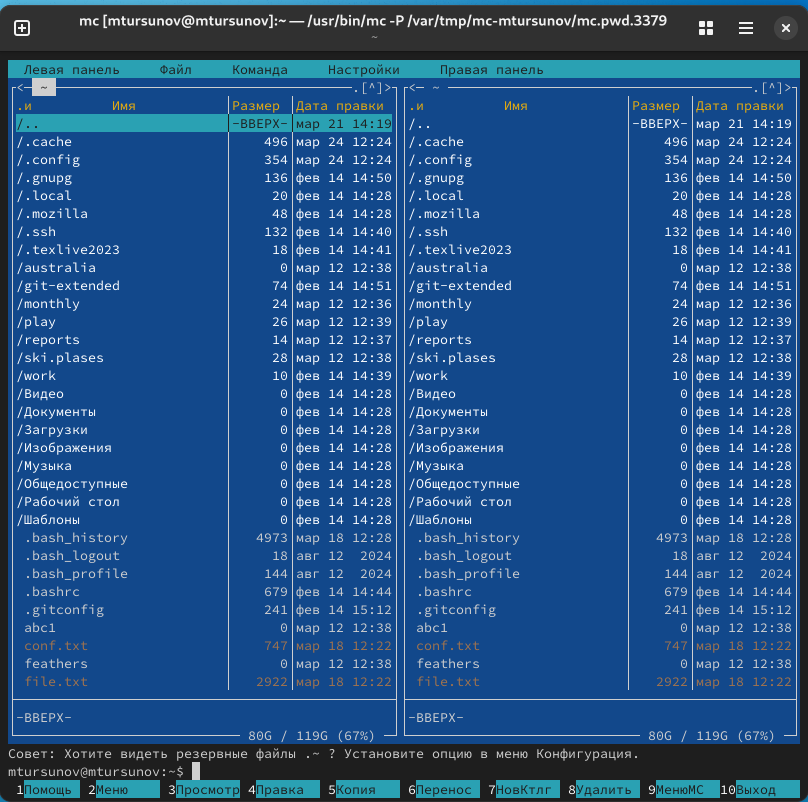 mc [mtursunov@mtursunov]:~ — /usr/bin/mc -P /var/tmp/mc-mtursunov/mc.pwd.3379
~
Левая панель Файл Команда Настройки Правая панель
<─ ~ .[^]> <─ ~ .[^]>
.и Имя Размер Дата правки .и Имя Размер Дата правки
/.. -ВВЕРХ- мар 21 14:19 /.. -ВВЕРХ- мар 21 14:19
/.cache 496 мар 24 12:24 /.cache 496 мар 24 12:24
/.config 354 мар 24 12:24 /.config 354 мар 24 12:24
/.gnupg 136 фев 14 14:50 /.gnupg 136 фев 14 14:50
/.local 20 фев 14 14:28 /.local 20 фев 14 14:28
/.mozilla 48 фев 14 14:28 /.mozilla 48 фев 14 14:28
/.ssh 132 фев 14 14:40 /.ssh 132 фев 14 14:40
/.texlive2023 18 фев 14 14:41 /.texlive2023 18 фев 14 14:41
/australia 0 мар 12 12:38 /australia 0 мар 12 12:38
/git-extended 74 фев 14 14:51 /git-extended 74 фев 14 14:51
/monthly 24 мар 12 12:36 /monthly 24 мар 12 12:36
/play 26 мар 12 12:39 /play 26 мар 12 12:39
/reports 14 мар 12 12:37 /reports 14 мар 12 12:37
/ski.plases 28 мар 12 12:38 /ski.plases 28 мар 12 12:38
/work 10 фев 14 14:39 /work 10 фев 14 14:39
/Видео 0 фев 14 14:28 /Видео 0 фев 14 14:28
/Документы 0 фев 14 14:28 /Документы 0 фев 14 14:28
/Загрузки 0 фев 14 14:28 /Загрузки 0 фев 14 14:28
/Изображения 0 фев 14 14:28 /Изображения 0 фев 14 14:28
/Музыка 0 фев 14 14:28 /Музыка 0 фев 14 14:28
/Общедоступные 0 фев 14 14:28 /Общедоступные 0 фев 14 14:28
/Рабочий стол 0 фев 14 14:28 /Рабочий стол 0 фев 14 14:28
/Шаблоны 0 фев 14 14:28 /Шаблоны 0 фев 14 14:28
.bash_history 4973 мар 18 12:28 .bash_history 4973 мар 18 12:28
.bash_logout 18 авг 12 2024 .bash_logout 18 авг 12 2024
.bash_profile 144 авг 12 2024 .bash_profile 144 авг 12 2024
.bashrc 679 фев 14 14:44 .bashrc 679 фев 14 14:44
.gitconfig 241 фев 14 15:12 .gitconfig 241 фев 14 15:12
abc1 0 мар 12 12:38 abc1 0 мар 12 12:38
conf.txt 747 мар 18 12:22 conf.txt 747 мар 18 12:22
feathers 0 мар 12 12:38 feathers 0 мар 12 12:38
file.txt 2922 мар 18 12:22 file.txt 2922 мар 18 12:22
-ВВЕРХ- -ВВЕРХ-
80G / 119G (67%) 80G / 119G (67%)
Совет: Хотите видеть резервные файлы .~ ? Установите опцию в меню Конфигурация.
mtursunov@mtursunov:~$
1Помощь 2Меню 3Просмотр 4Правка 5Копия 6Перенос 7НовКтлг 8Удалить 9МенюMC 10Выход